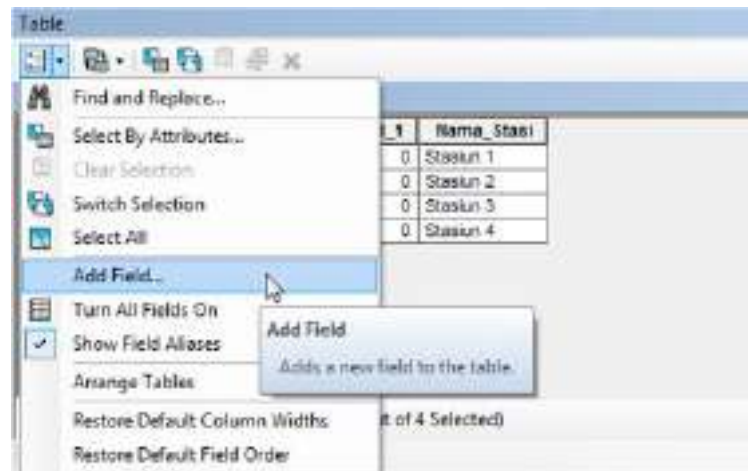 Table
Find and Replace...
Select By Attributes...
Clear Selection
Switch Selection
Select All
Add Field...
Turn All Fields On
Show Field Aliases
Arrange Tables
Restore Default Column Widths
Restore Default Field Order
_1 Nama_Stasi
0 Stasiun 1
0 Stasiun 2
0 Stasiun 3
0 Stasiun 4
Add Field
Adds a new field to the table.
t of 4 Selected)